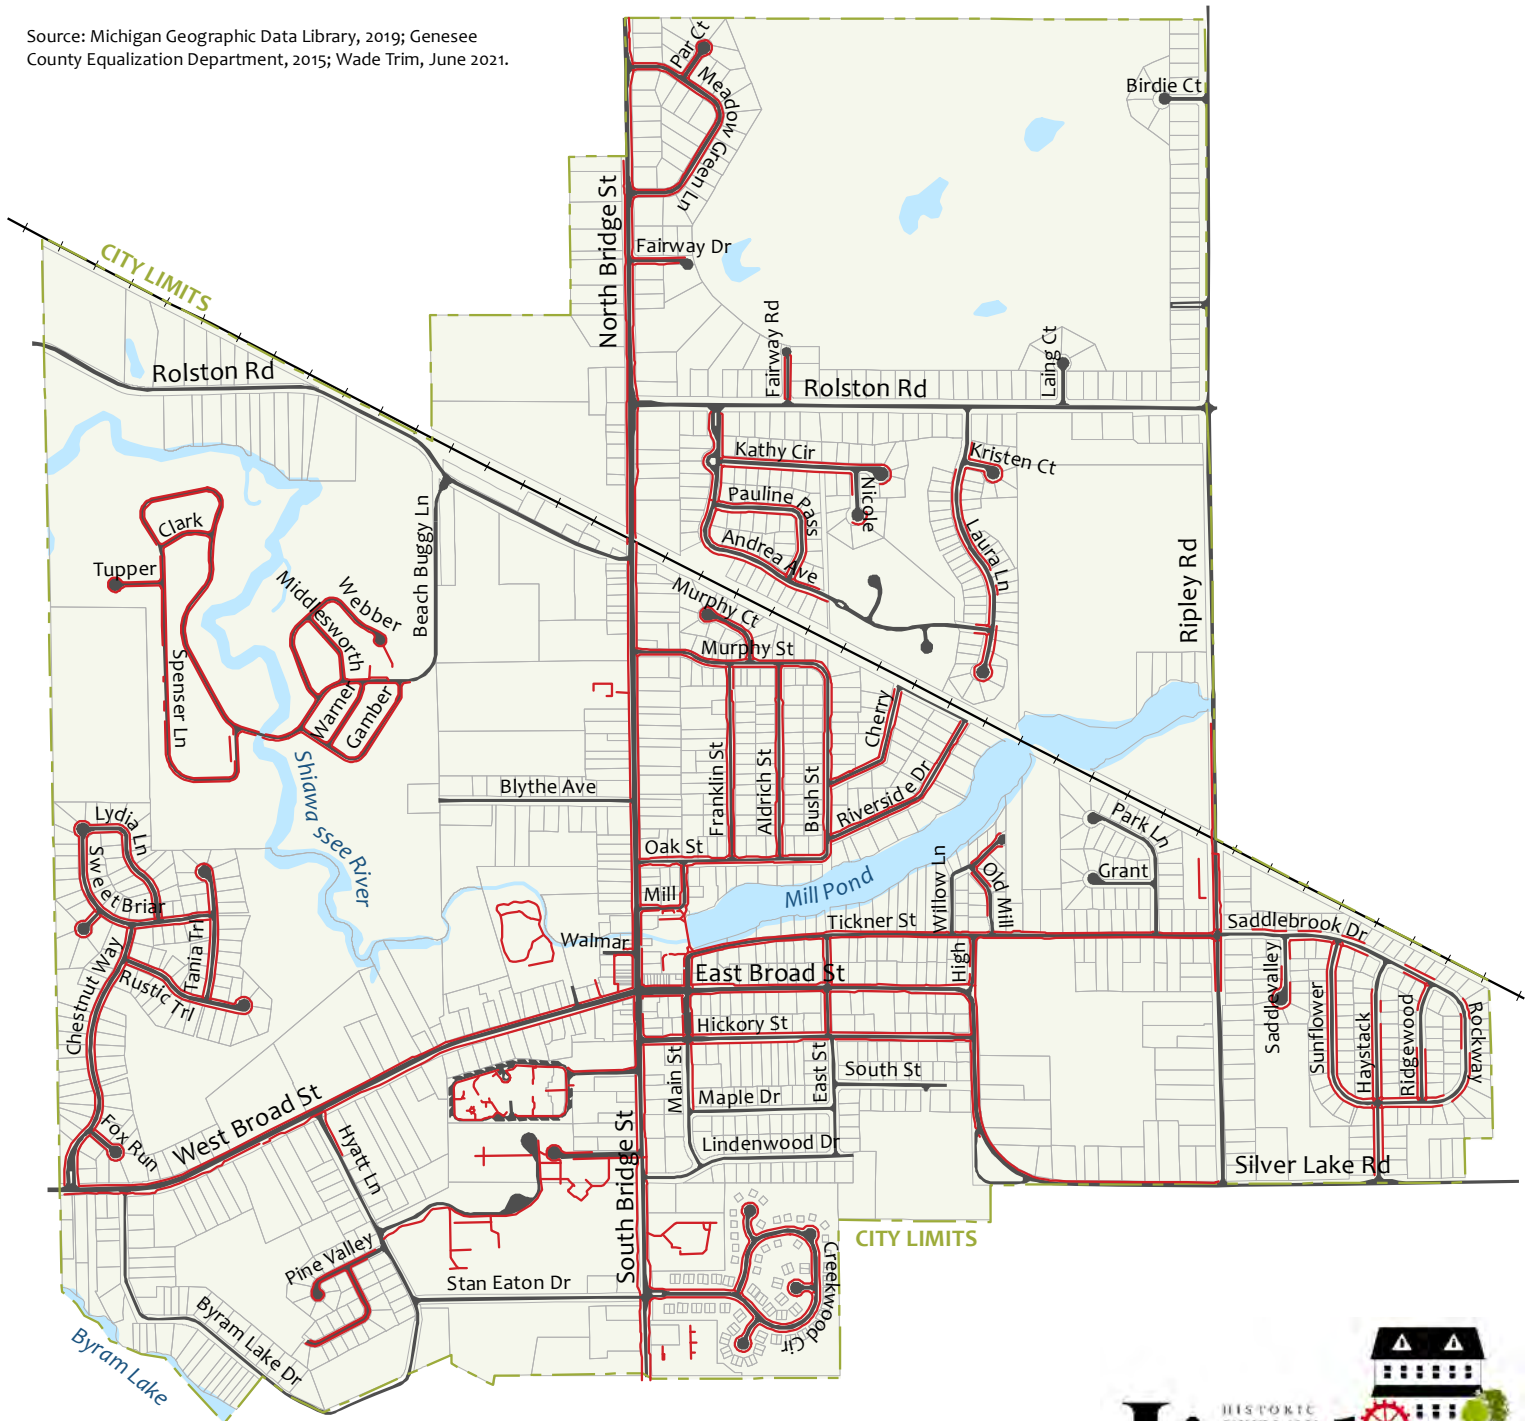 Source: Michigan Geographic Data Library, 2019; Genesee
County Equalization Department, 2015; Wade Trim, June 2021.
Par Ct
Meadow Green Ln
Birdie Ct
North Bridge St
Fairway Dr
CITY LIMITS
Fairway Rd
Laing Ct
Rolston Rd
Rolston Rd
Kathy Cir
Kristen Ct
Nicole
Pauline Pass
Andrea Ave
Laura Ln
Ripley Rd
Clark
Tupper
Beach Buggy Ln
Webber
Middlesworth
Murphy Ct
Murphy St
Spenser Ln
Warner
Gamber
Cherry
Shiawa ssee River
Franklin St
Aldrich St
Bush St
Riverside Dr
Blythe Ave
Lydia Ln
Sweet Briar
Oak St
Park Ln
Willow Ln
Old Mill
Grant
Mill
Mill Pond
Tickner St
Saddlebrook Dr
Walmar
Chestnut Way
Tania Trl
Rustic Trl
East Broad St
High
Saddlevalley
Sunflower
Haystack
Ridgewood
Rockway
Hickory St
Main St
East St
South St
Maple Dr
Lindenwood Dr
Fox Run
West Broad St
Hyatt Ln
South Bridge St
Silver Lake Rd
CITY LIMITS
Pine Valley
Stan Eaton Dr
Creekwood Cir
Byram Lake Dr
Byram Lake
HISTORIC